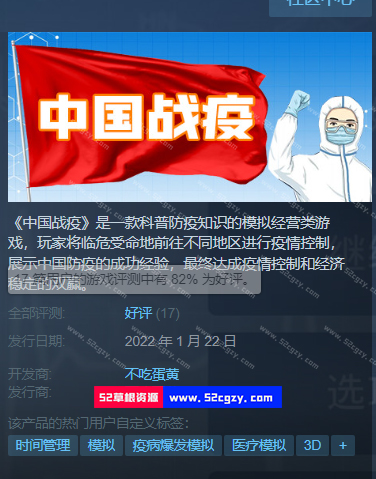 社区中心
中国战疫
《中国战疫》是一款科普防疫知识的模拟经营类游
戏，玩家将临危受命地前往不同地区进行疫情控制，
展示中国防疫的成功经验，最终达成疫情控制和经济
稳定的双赢。
用户的游戏评测中有 82% 为好评。
全部评测: 好评 (17)
发行日期: 2022 年 1 月 22 日
开发商: 不吃蛋黄
发行商:
52草根资源 www.52cgzy.com
该产品的热门用户自定义标签：
时间管理 模拟 疫病爆发模拟 医疗模拟 3D +
选
www.52cgzy.com